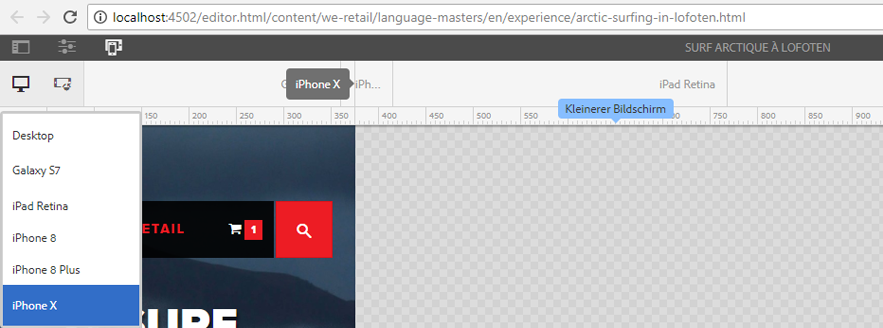 localhost:4502/editor.html/content/we-retail/language-masters/en/experience/arctic-surfing-in-lofoten.html
SURF ARCTIQUE À LOFOTEN
G
iPhone X
iPh...
iPad Retina
Kleinerer Bildschirm
150 200 250 300 350 400 450 500 550 700 750 800 850 900
Desktop
Galaxy S7
iPad Retina
iPhone 8
iPhone 8 Plus
iPhone X
ETAIL
1
SURF